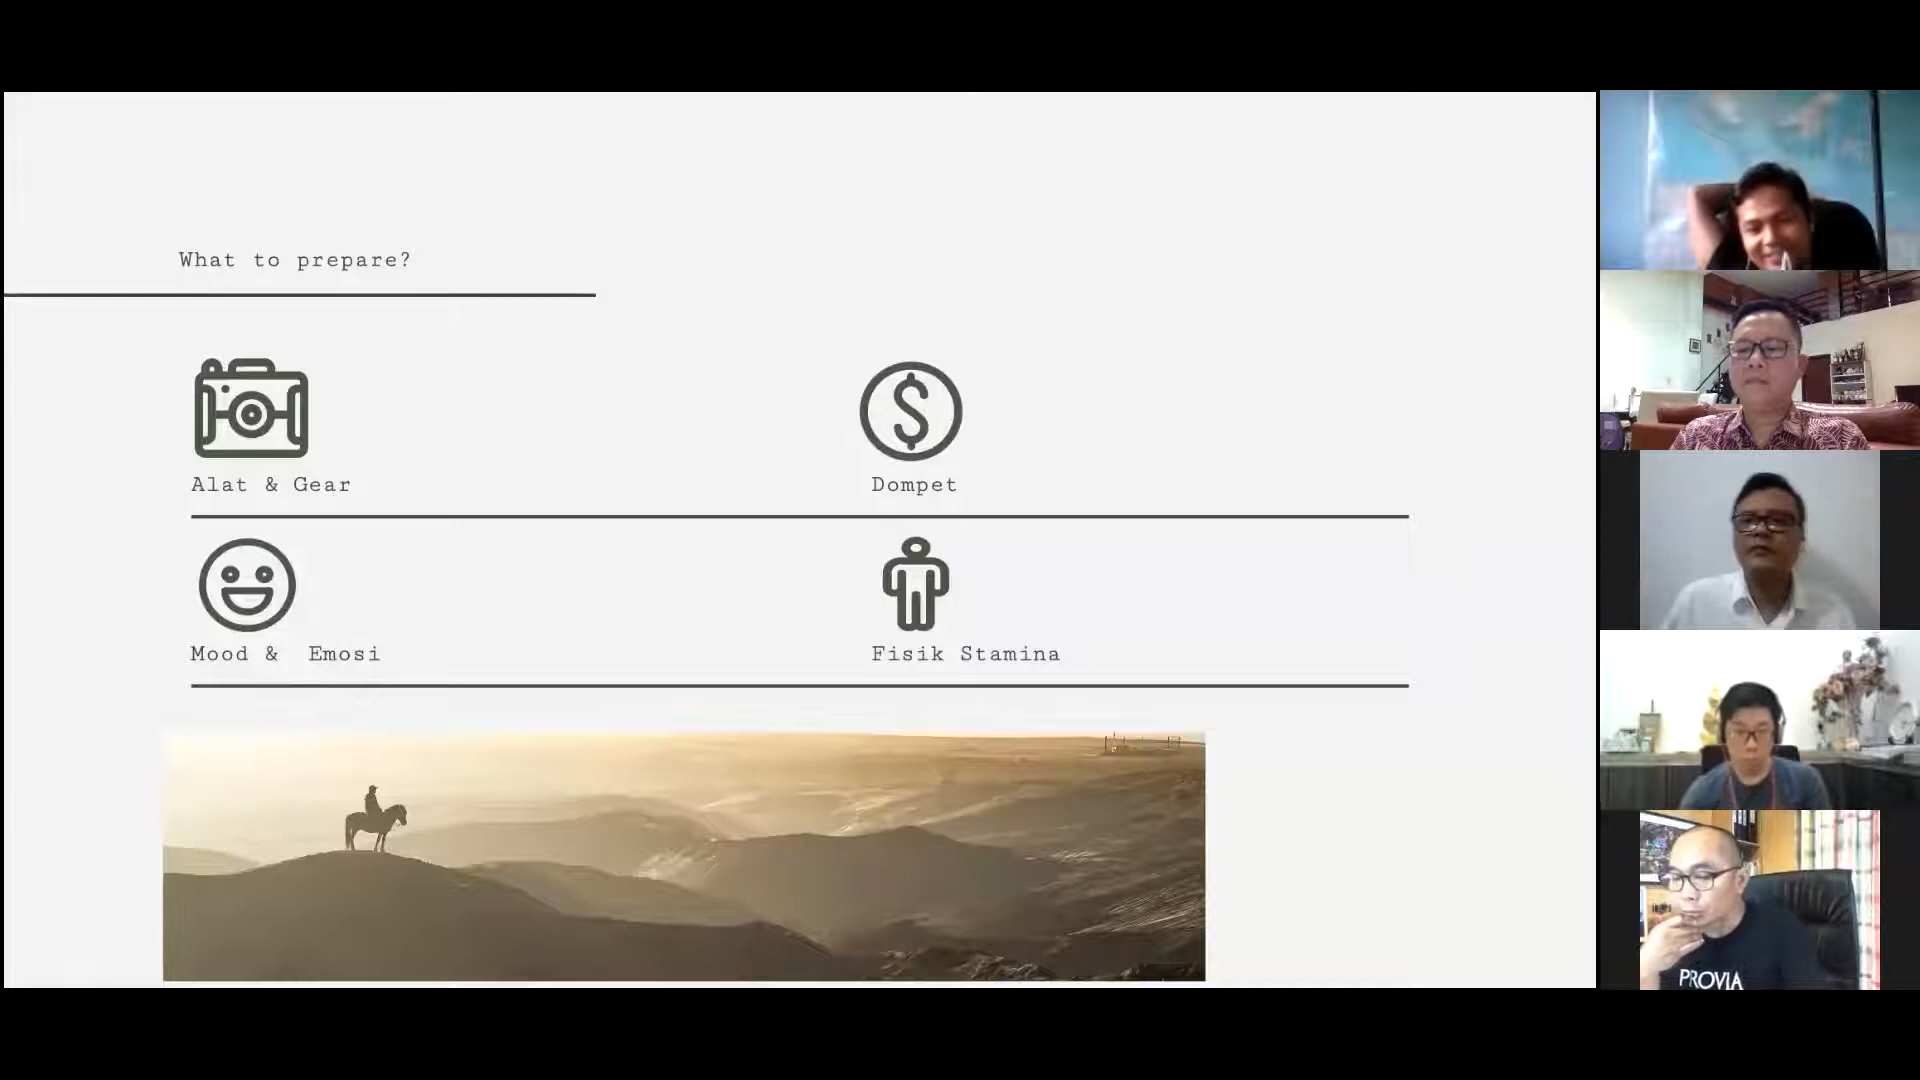 What to prepare?
Alat & Gear
Dompet
Mood & Emosi
Fisik Stamina
PROVIA